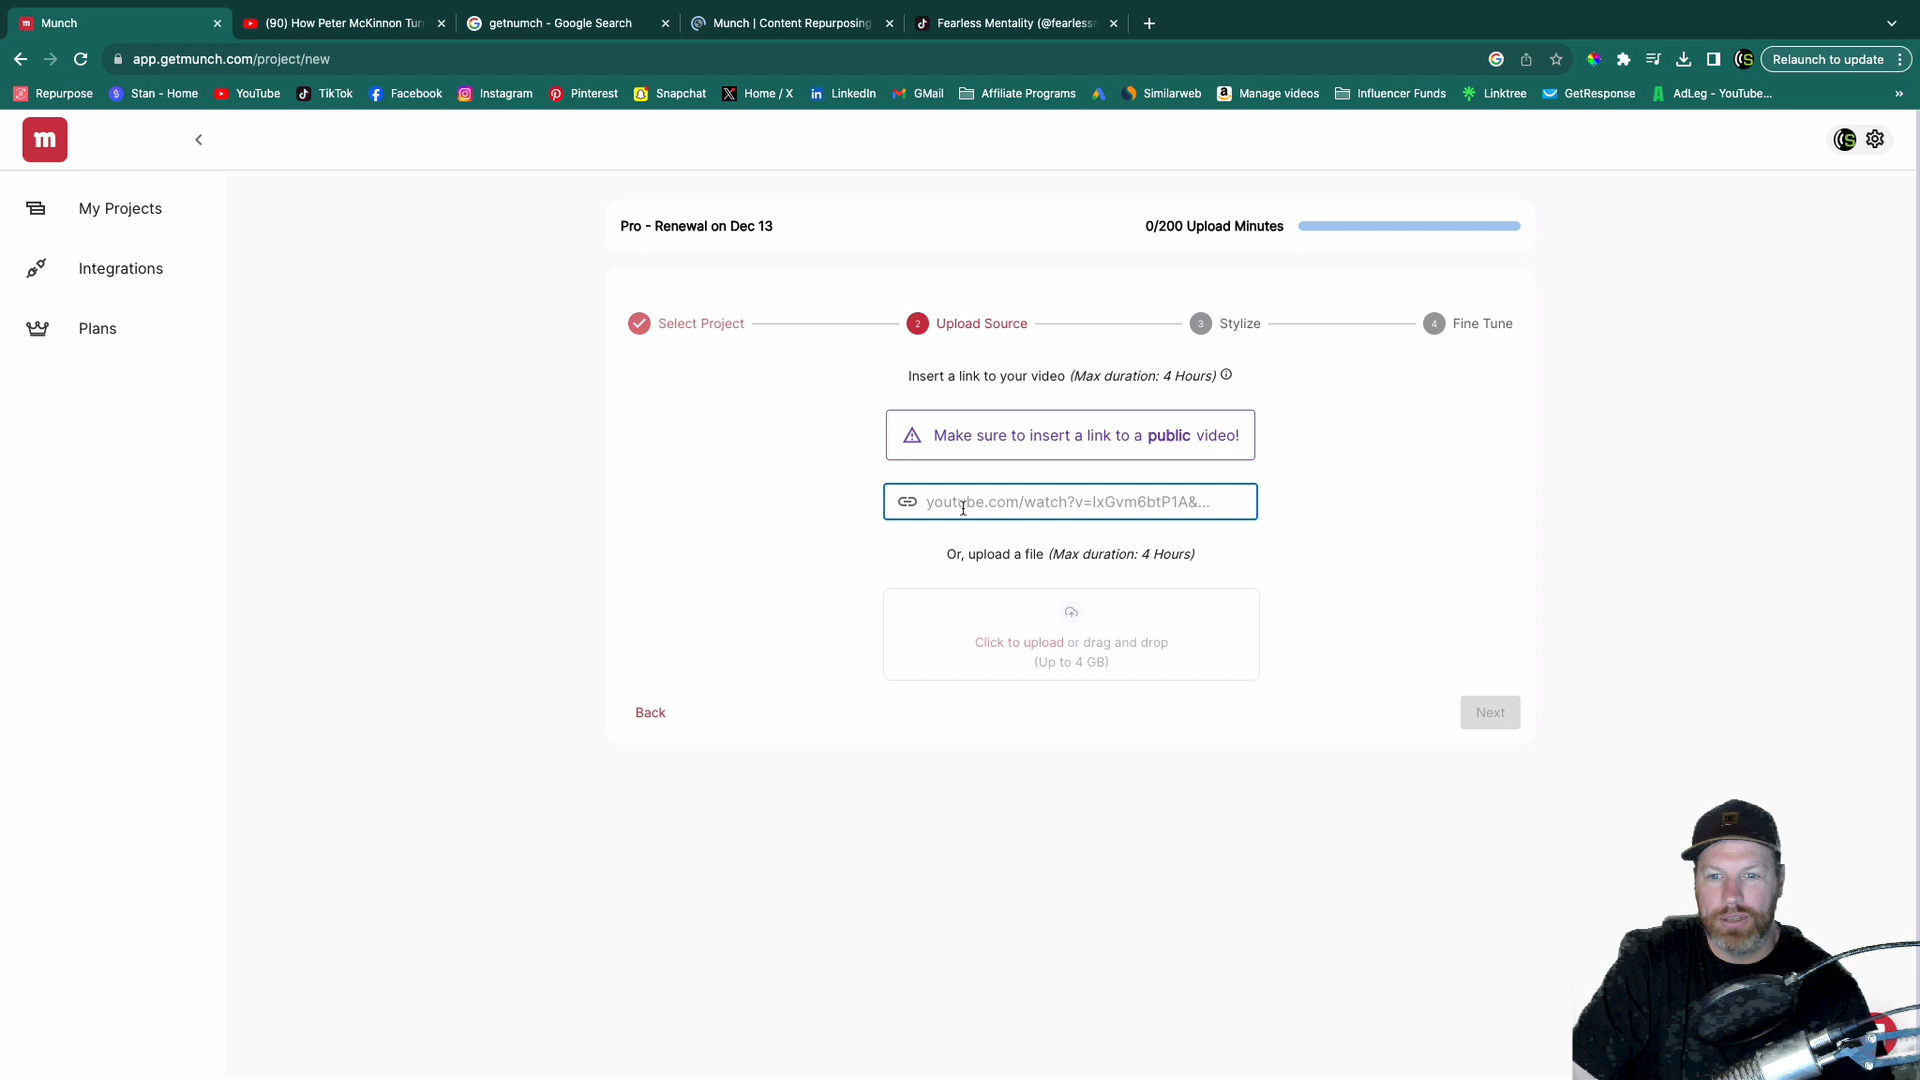 Munch
(90) How Peter McKinnon Tur
getnumch - Google Search
Munch | Content Repurposing
Fearless Mentality (@fearless
app.getmunch.com/project/new
Relaunch to update
Repurpose
Stan - Home
YouTube
TikTok
Facebook
Instagram
Pinterest
Snapchat
Home / X
LinkedIn
GMail
Affiliate Programs
Similarweb
Manage videos
Influencer Funds
Linktree
GetResponse
AdLeg - YouTube...
»
m
My Projects
Integrations
Plans
Pro - Renewal on Dec 13
0/200 Upload Minutes
Select Project
2 Upload Source
3 Stylize
4 Fine Tune
Insert a link to your video (Max duration: 4 Hours)
Make sure to insert a link to a public video!
youtube.com/watch?v=IxGvm6btP1A&...
Or, upload a file (Max duration: 4 Hours)
Click to upload or drag and drop
(Up to 4 GB)
Back
Next